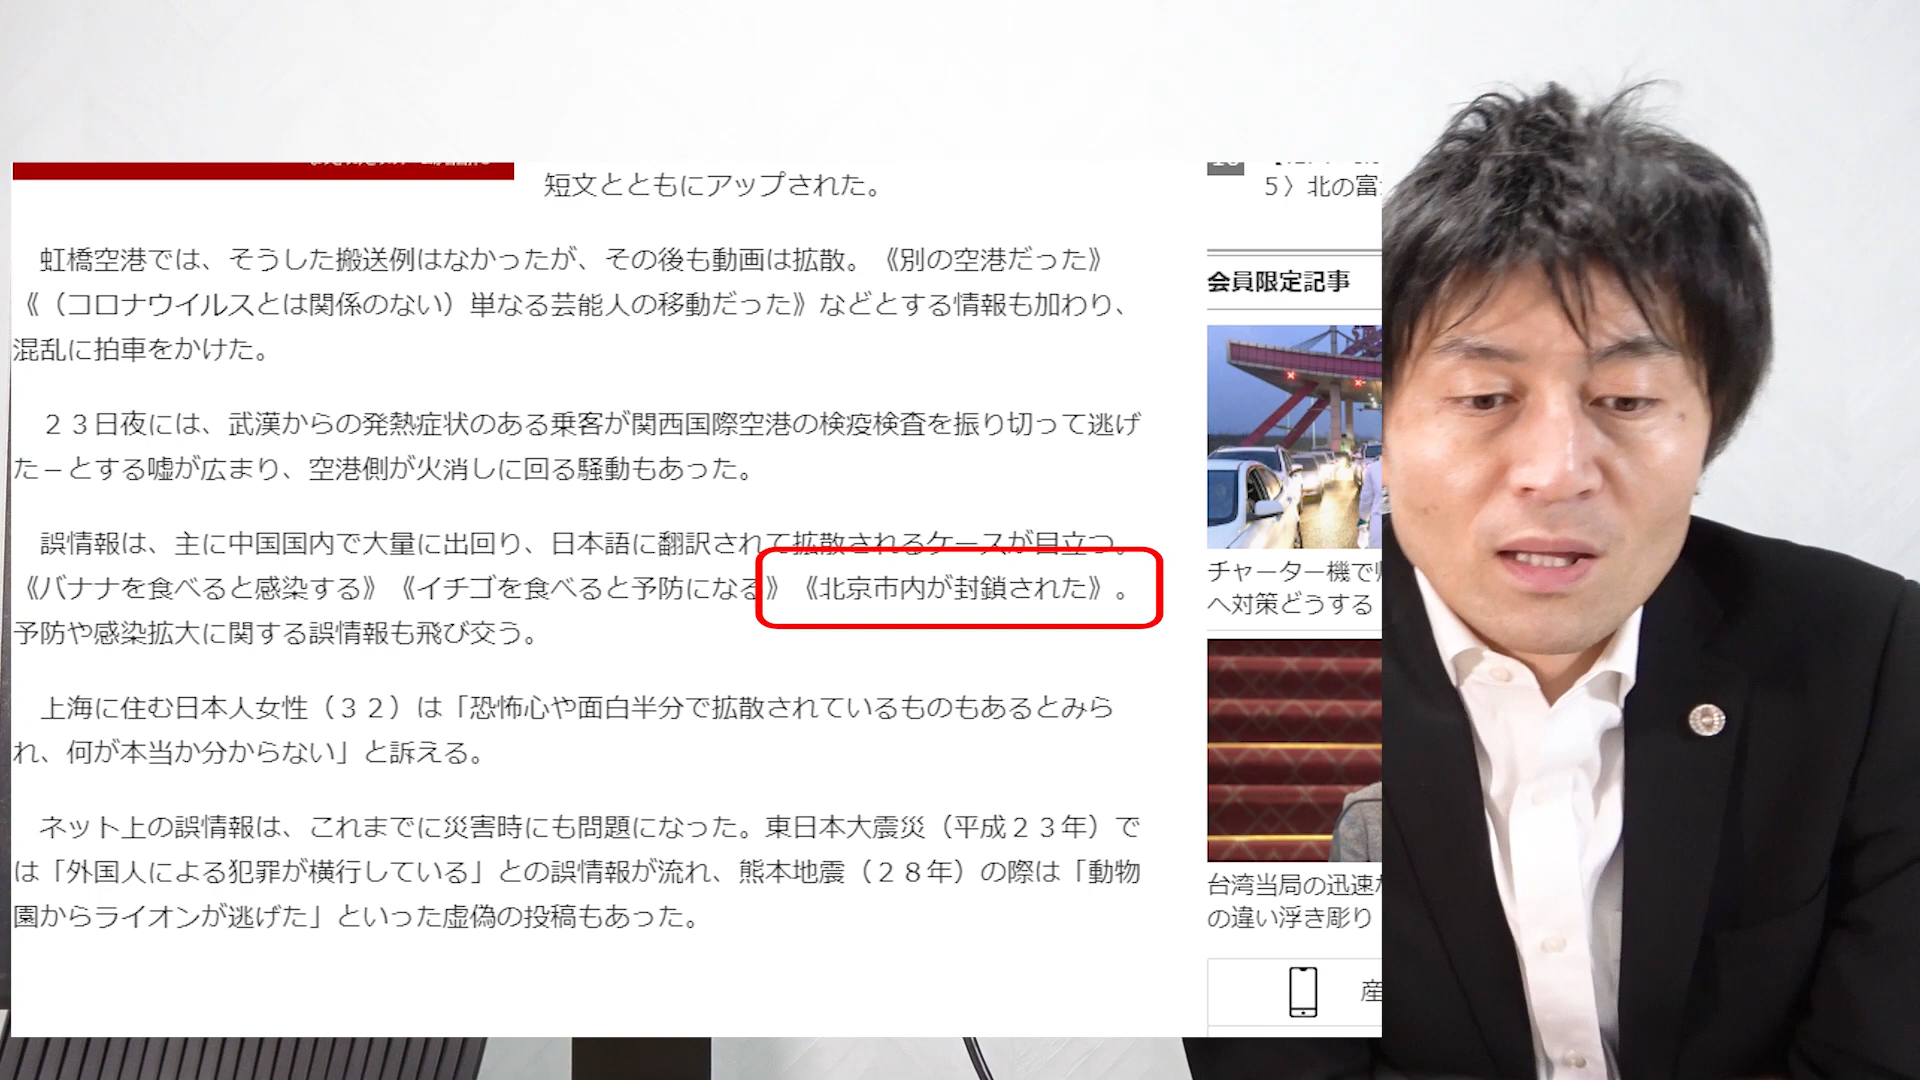 短文とともにアップされた。
虹橋空港では、そうした搬送例はなかったが、その後も動画は拡散。《別の空港だった》
《（コロナウイルスとは関係のない）単なる芸能人の移動だった》などとする情報も加わり、
混乱に拍車をかけた。
２３日夜には、武漢からの発熱症状のある乗客が関西国際空港の検疫検査を振り切って逃げ
た－とする嘘が広まり、空港側が火消しに回る騒動もあった。
誤情報は、主に中国国内で大量に出回り、日本語に翻訳されて拡散されるケースが目立つ。
《バナナを食べると感染する》《イチゴを食べると予防になる》《北京市内が封鎖された》。
予防や感染拡大に関する誤情報も飛び交う。
上海に住む日本人女性（３２）は「恐怖心や面白半分で拡散されているものもあるとみら
れ、何が本当か分からない」と訴える。
ネット上の誤情報は、これまでに災害時にも問題になった。東日本大震災（平成２３年）で
は「外国人による犯罪が横行している」との誤情報が流れ、熊本地震（２８年）の際は「動物
園からライオンが逃げた」といった虚偽の投稿もあった。
５〉北の富
会員限定記事
チャーター機で
へ対策どうする
台湾当局の迅速
の違い浮き彫り
産